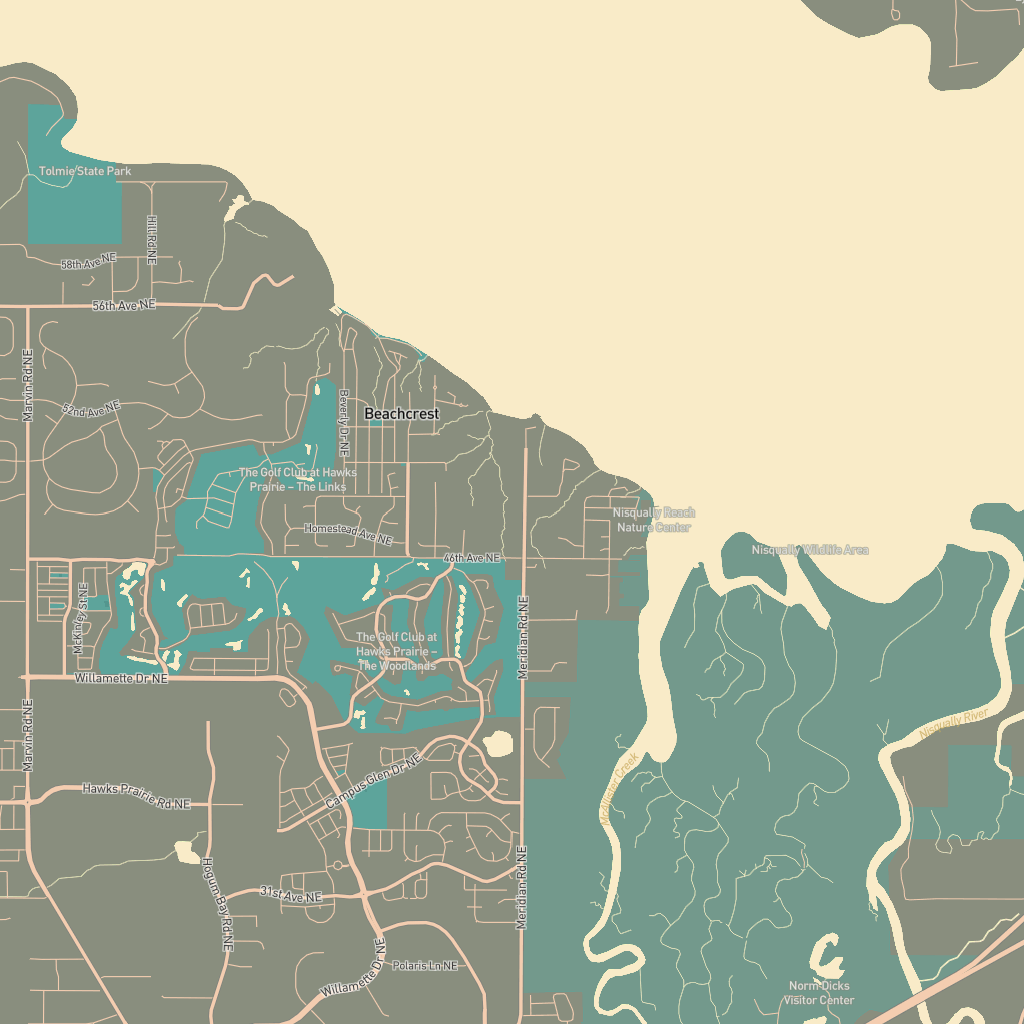 Tolmie State Park
Hill Rd NE
58th Ave NE
56th Ave NE
Marvin Rd NE
52nd Ave NE
Beverly Dr NE
Beachcrest
The Golf Club at Hawks
Prairie – The Links
Homestead Ave NE
Nisqually Reach
Nature Center
46th Ave NE
Nisqually Wildlife Area
McKinley St NE
Meridian Rd NE
The Golf Club at
Hawks Prairie –
The Woodlands
Willamette Dr NE
Marvin Rd NE
Nisqually River
McAllister Creek
Campus Glen Dr NE
Hawks Prairie Rd NE
Hogum Bay Rd NE
31st Ave NE
Meridian Rd NE
Willamette Dr NE
Polaris Ln NE
Norm Dicks
Visitor Center